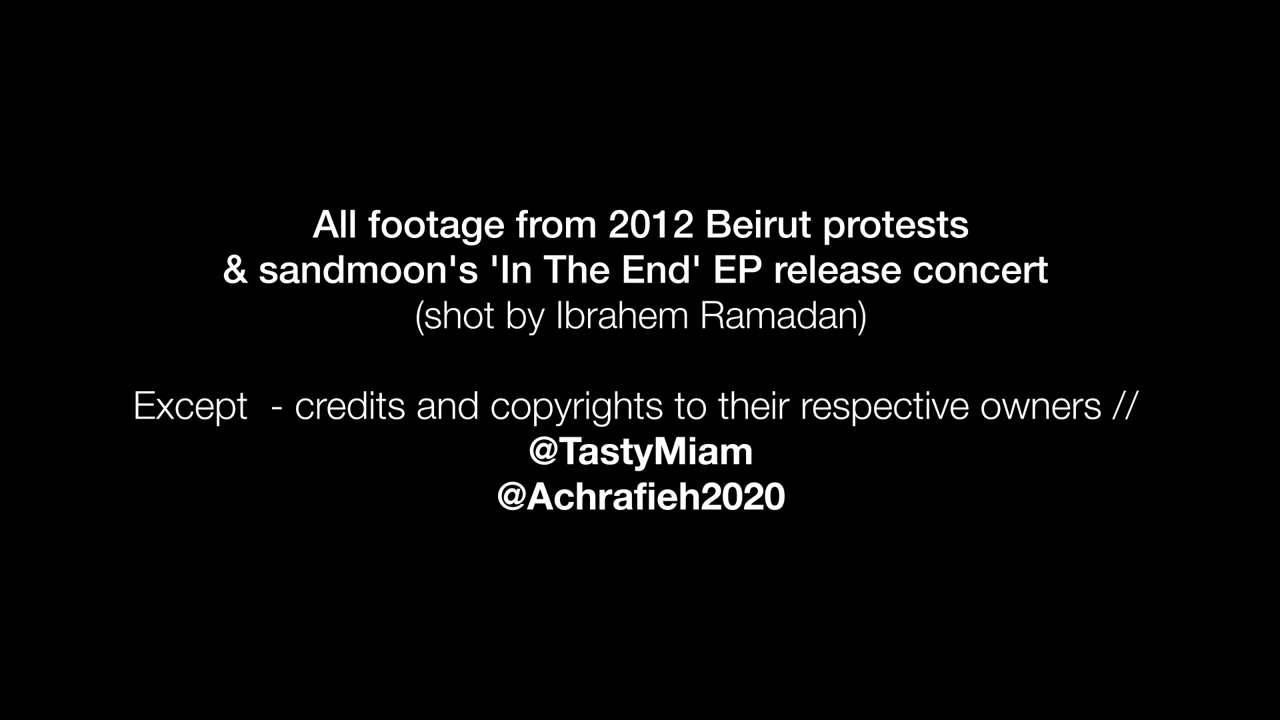 All footage from 2012 Beirut protests
& sandmoon's 'In The End' EP release concert
(shot by Ibrahem Ramadan)
Except  - credits and copyrights to their respective owners //
@TastyMiam
@Achrafieh2020